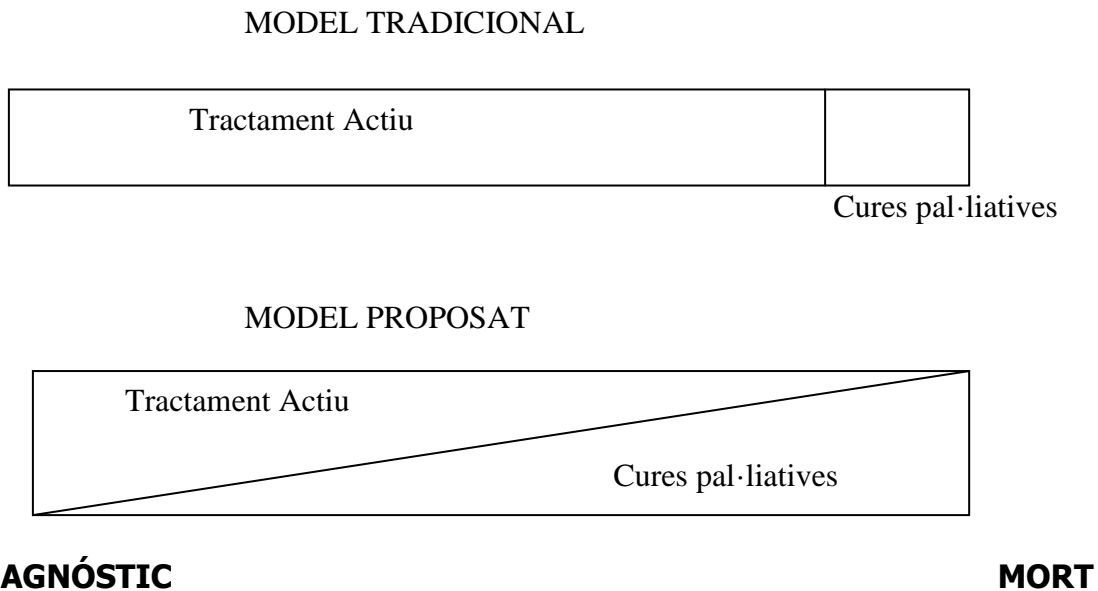 MODEL TRADICIONAL
Tractament Actiu
Cures pal·liatives
MODEL PROPOSAT
Tractament Actiu
Cures pal·liatives
AGNÓSTIC MORT